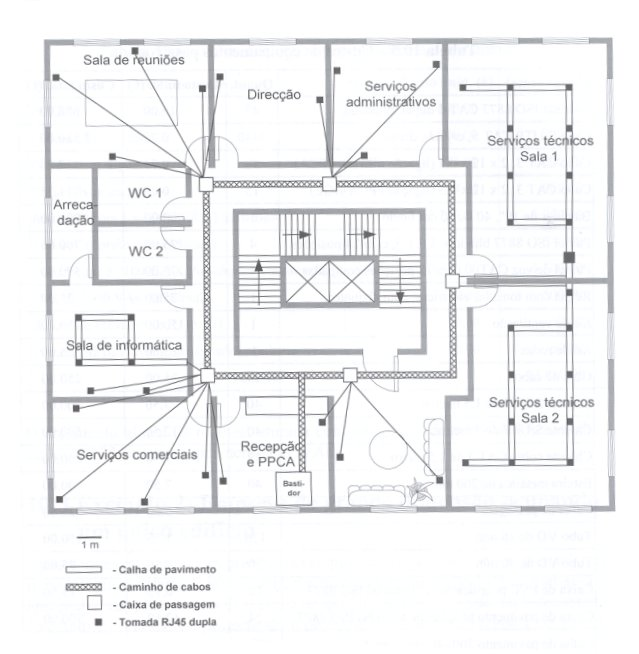 Sala de reuniões
Direcção
Serviços
administrativos
Serviços técnicos
Sala 1
WC 1
Arreca-
dação
WC 2
Sala de informática
Serviços técnicos
Sala 2
Serviços comerciais
Recepção
e PPCA
Basti-
dor
1 m
- Calha de pavimento
- Caminho de cabos
- Caixa de passagem
- Tomada RJ45 dupla